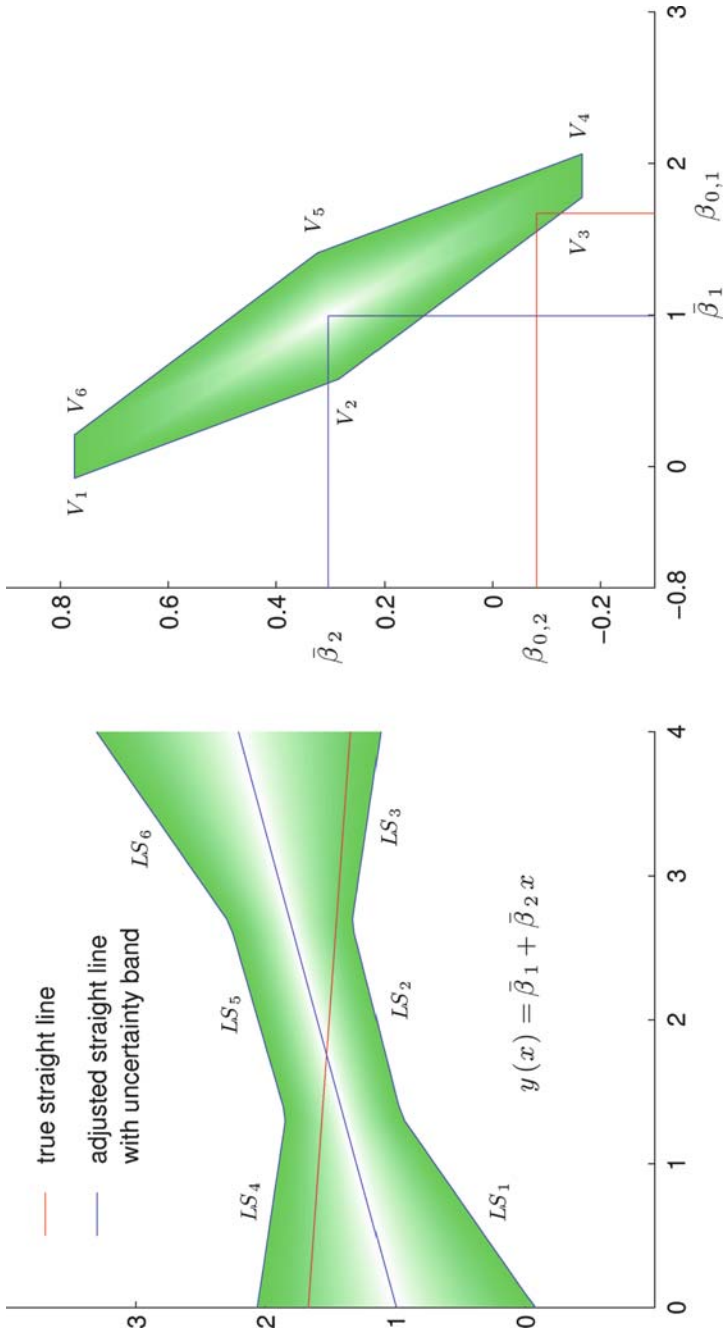 true straight line
adjusted straight line
with uncertainty band
LS₄
LS₅
LS₆
LS₁
LS₂
LS₃
y(x) = β̄₁ + β̄₂ x
3
2
1
0
0
1
2
3
4
V₁
V₆
V₅
V₂
V₃
V₄
0.8
0.6
0.4
β̄₂
0.2
0
β₀,₂
−0.2
−0.8
0
1
2
3
β̄₁
β₀,₁